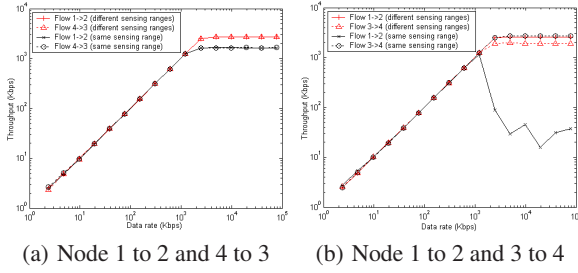 Flow 1->2 (different sensing ranges)
Flow 4->3 (different sensing ranges)
Flow 1->2 (same sensing range)
Flow 4->3 (same sensing range)
Throughput (Kbps)
10^4
10^3
10^2
10^1
10^0
10^0 10^1 10^2 10^3 10^4 10^5
Data rate (Kbps)
(a) Node 1 to 2 and 4 to 3
Flow 1->2 (different sensing ranges)
Flow 3->4 (different sensing ranges)
Flow 1->2 (same sensing range)
Flow 3->4 (same sensing range)
Throughput (Kbps)
10^4
10^3
10^2
10^1
10^0
10^0 10^1 10^2 10^3 10^4 10^5
Data rate (Kbps)
(b) Node 1 to 2 and 3 to 4